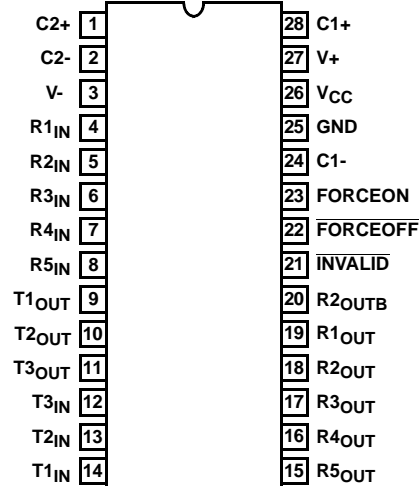 C2+ 1 28 C1+
C2- 2 27 V+
V- 3 26 VCC
R1IN 4 25 GND
R2IN 5 24 C1-
R3IN 6 23 FORCEON
R4IN 7 22 FORCEOFF
R5IN 8 21 INVALID
T1OUT 9 20 R2OUTB
T2OUT 10 19 R1OUT
T3OUT 11 18 R2OUT
T3IN 12 17 R3OUT
T2IN 13 16 R4OUT
T1IN 14 15 R5OUT